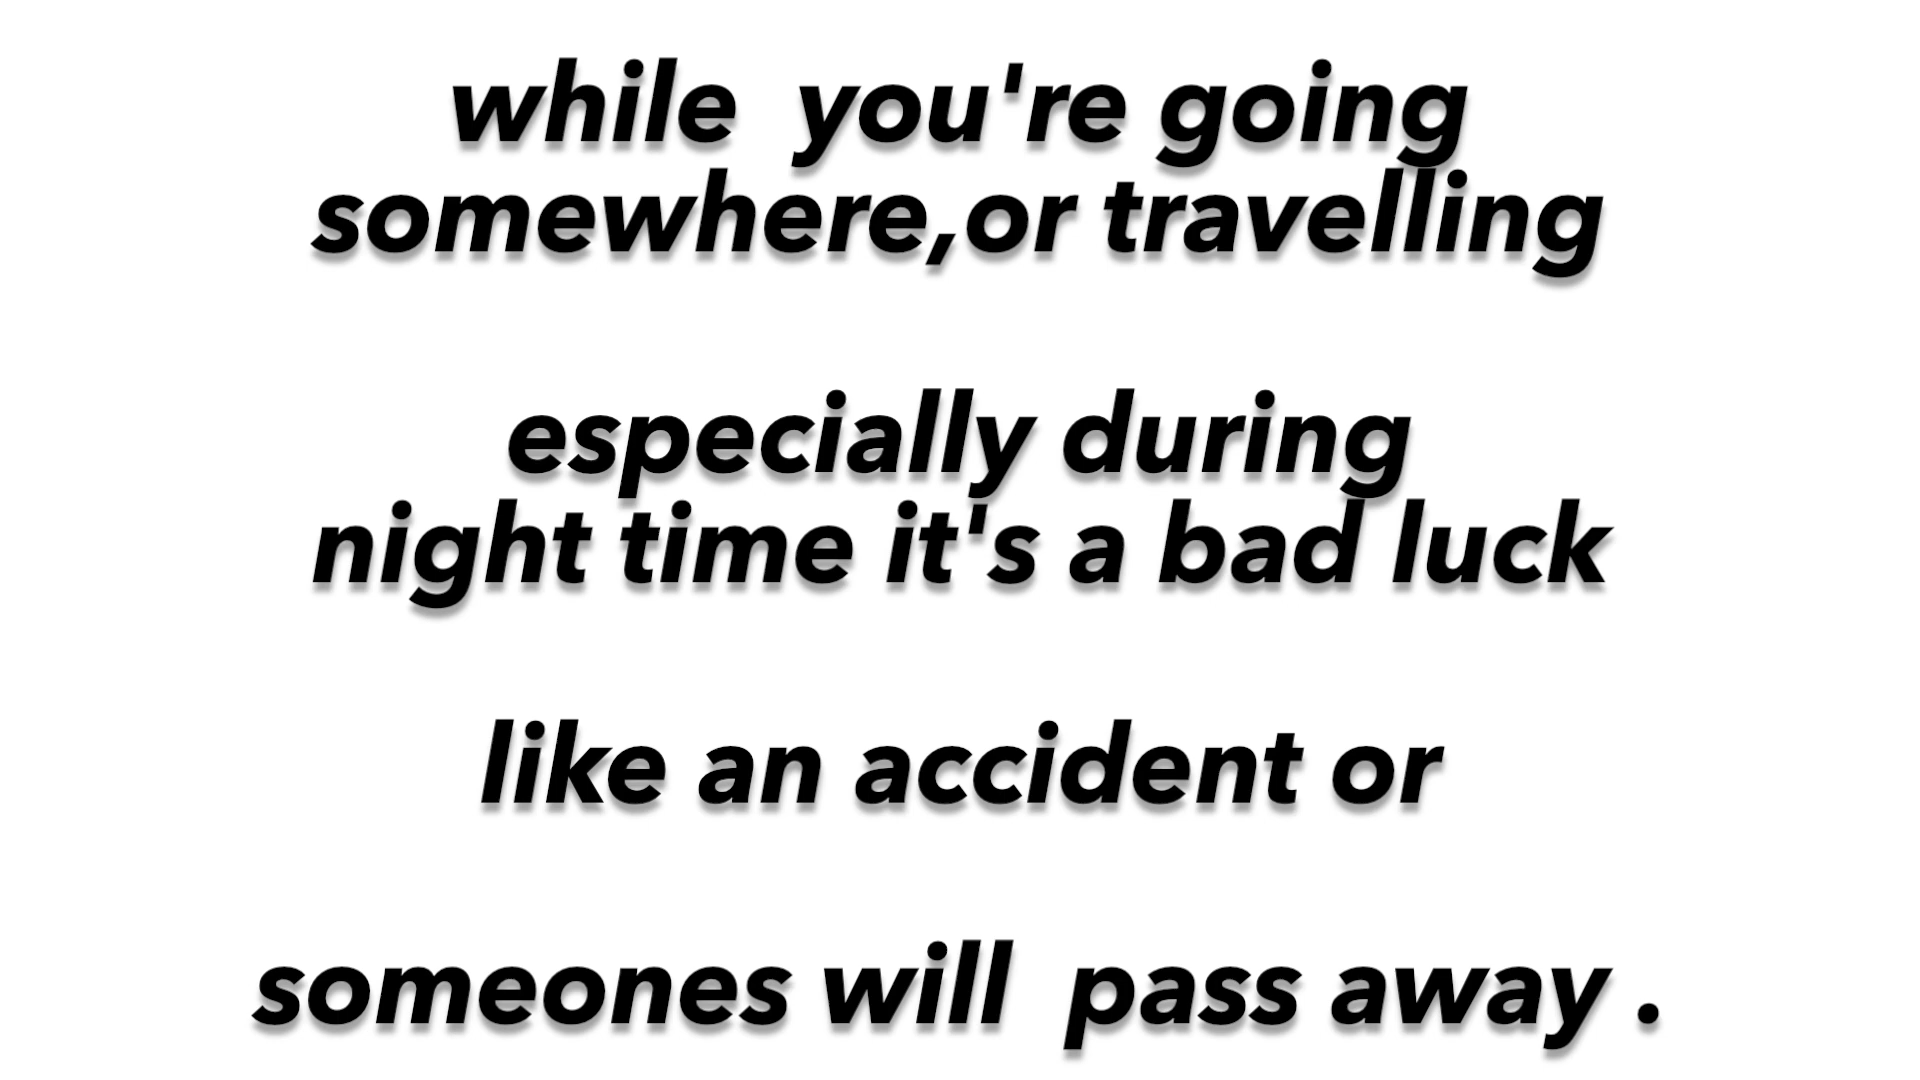 while  you're going
somewhere,or travelling
especially during
night time it's a bad luck
like an accident or
someones will  pass away .